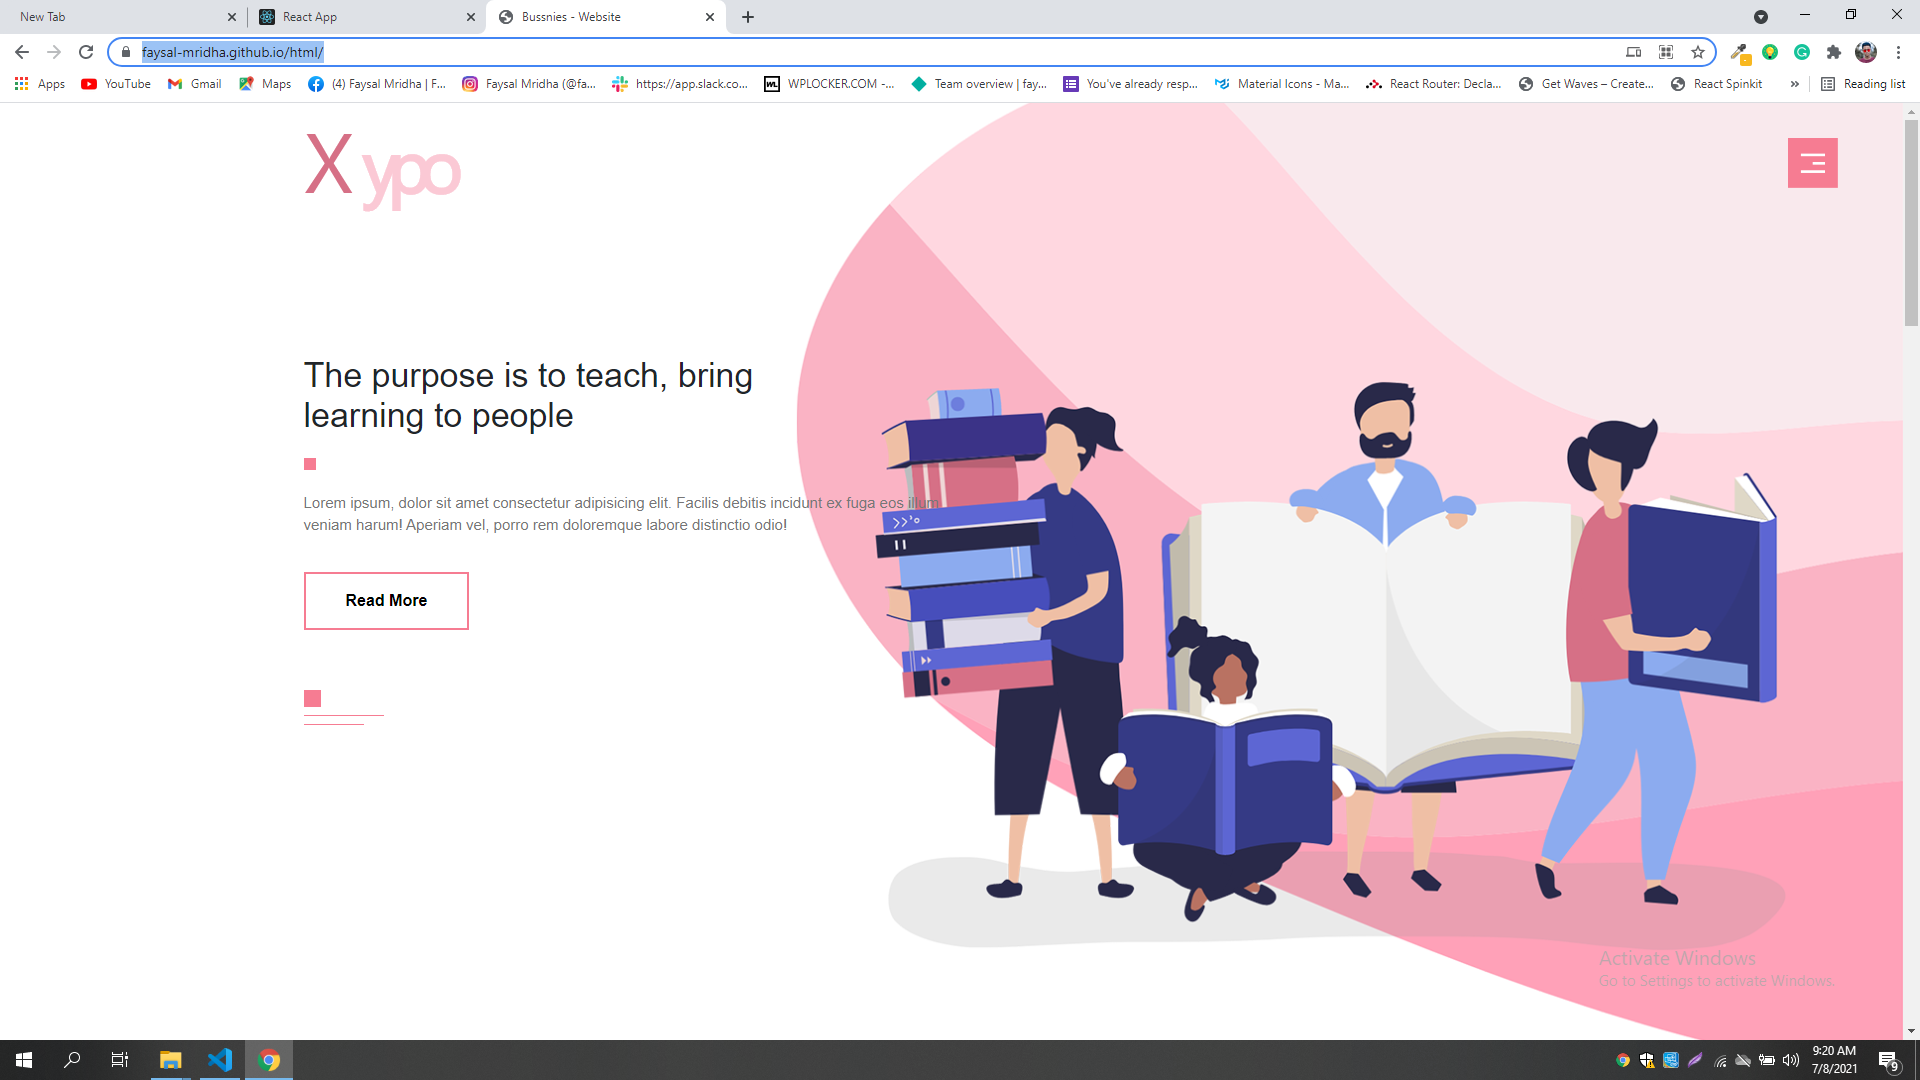 New Tab
React App
Bussnies - Website
faysal-mridha.github.io/html/
Apps
YouTube
Gmail
Maps
(4) Faysal Mridha | F...
Faysal Mridha (@fa...
https://app.slack.co...
WPLOCKER.COM -...
Team overview | fay...
You've already resp...
Material Icons - Ma...
React Router: Decla...
Get Waves – Create...
React Spinkit
»
Reading list
X ypo
The purpose is to teach, bring
learning to people
Lorem ipsum, dolor sit amet consectetur adipisicing elit. Facilis debitis incidunt ex fuga eos illum
veniam harum! Aperiam vel, porro rem doloremque labore distinctio odio!
Read More
Activate Windows
Go to Settings to activate Windows.
9:20 AM
7/8/2021
9